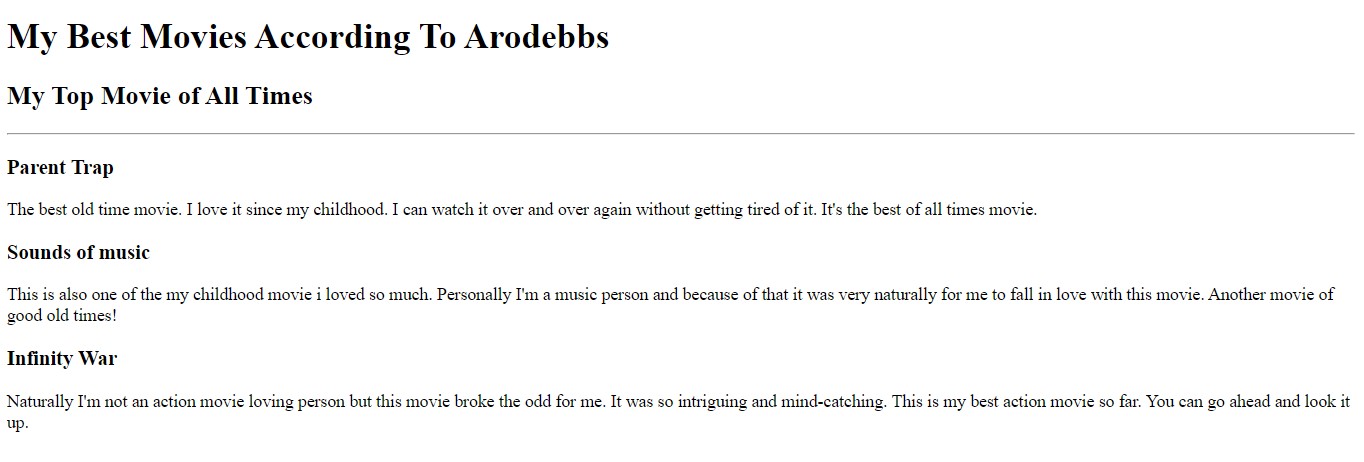 My Best Movies According To Arodebbs
My Top Movie of All Times
Parent Trap
The best old time movie. I love it since my childhood. I can watch it over and over again without getting tired of it. It's the best of all times movie.
Sounds of music
This is also one of the my childhood movie i loved so much. Personally I'm a music person and because of that it was very naturally for me to fall in love with this movie. Another movie of
good old times!
Infinity War
Naturally I'm not an action movie loving person but this movie broke the odd for me. It was so intriguing and mind-catching. This is my best action movie so far. You can go ahead and look it
up.